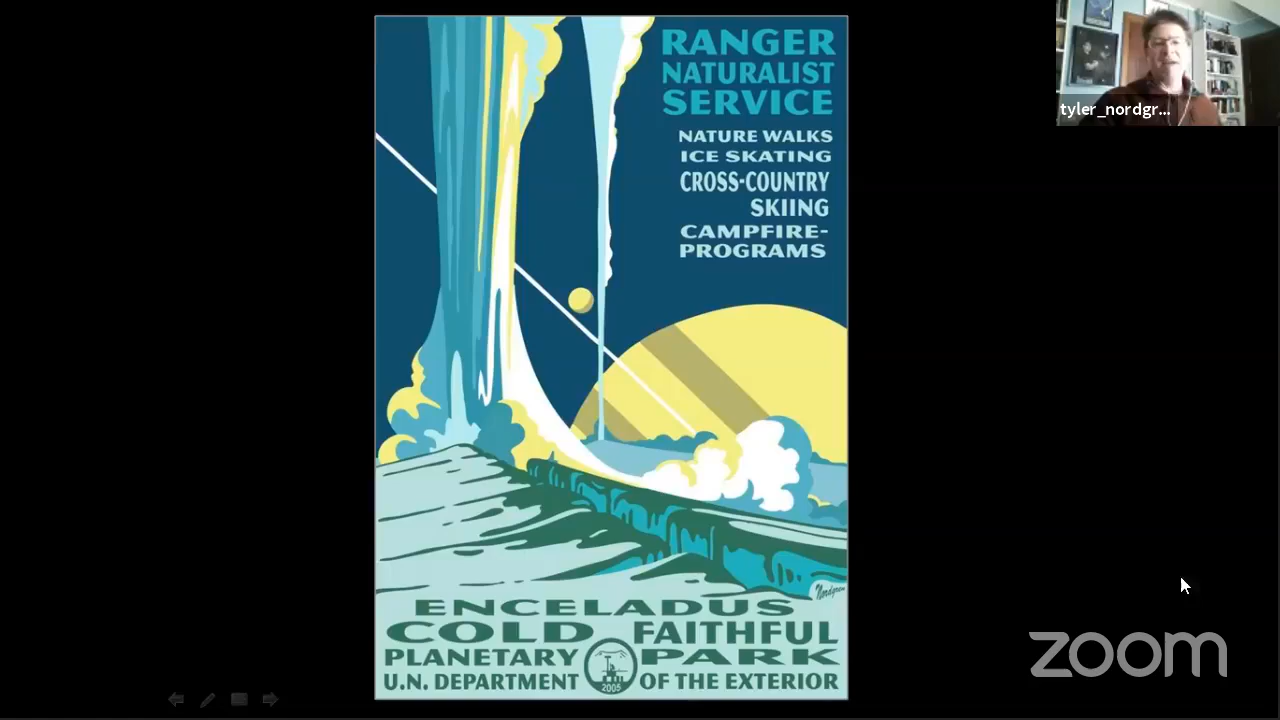 RANGER
NATURALIST
SERVICE
NATURE WALKS
ICE SKATING
CROSS-COUNTRY
SKIING
CAMPFIRE-
PROGRAMS
tyler_nordgr...
Nordgren
ENCELADUS
COLD FAITHFUL
PLANETARY PARK
U.N. DEPARTMENT OF THE EXTERIOR
2005
zoom